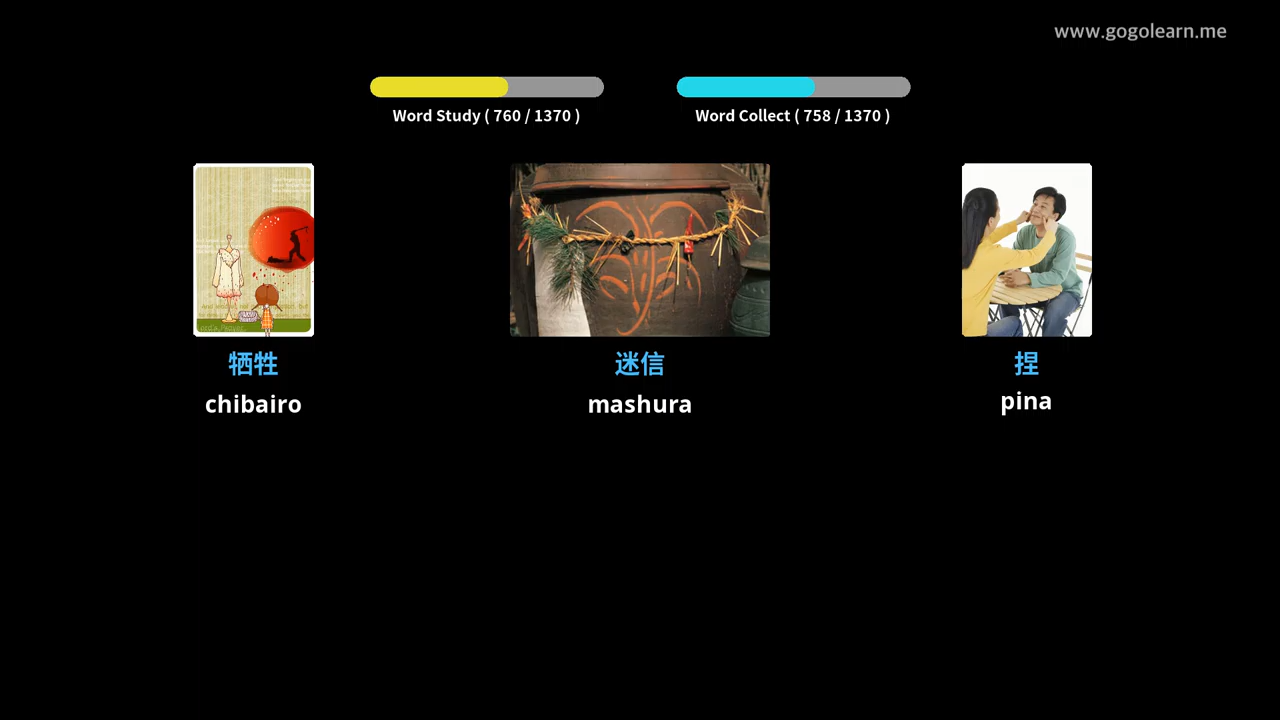 www.gogolearn.me
Word Study ( 760 / 1370 )
Word Collect ( 758 / 1370 )
牺牲
迷信
捏
chibairo
mashura
pina